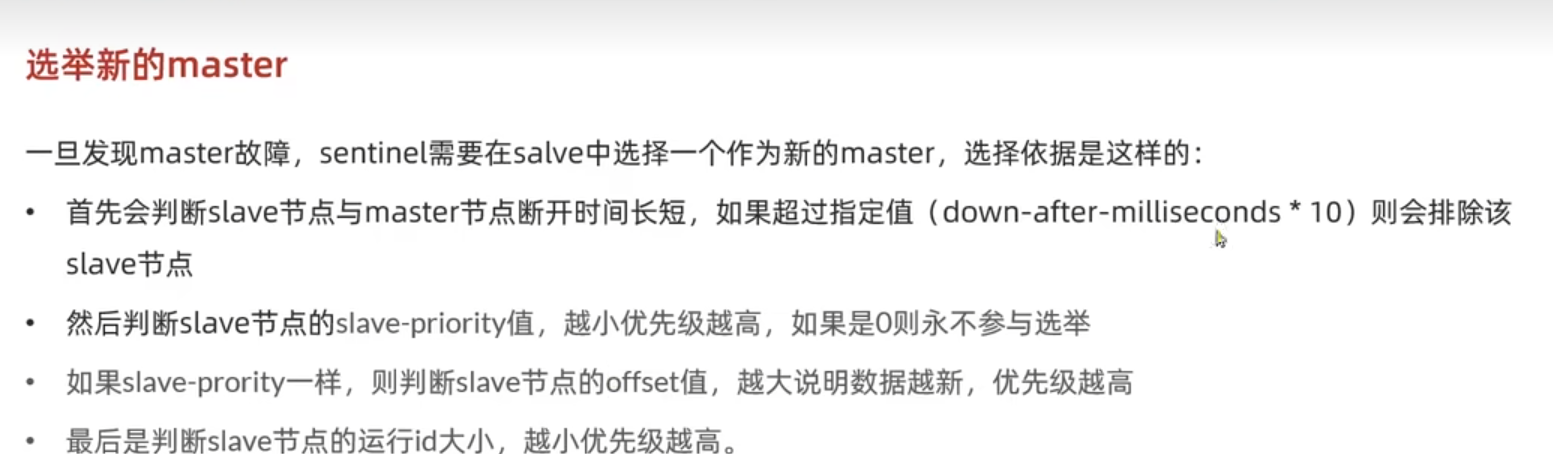 选举新的master
一旦发现master故障，sentinel需要在salve中选择一个作为新的master，选择依据是这样的：
• 首先会判断slave节点与master节点断开时间长短，如果超过指定值（down-after-milliseconds * 10）则会排除该
slave节点
• 然后判断slave节点的slave-priority值，越小优先级越高，如果是0则永不参与选举
• 如果slave-prority一样，则判断slave节点的offset值，越大说明数据越新，优先级越高
• 最后是判断slave节点的运行id大小，越小优先级越高。